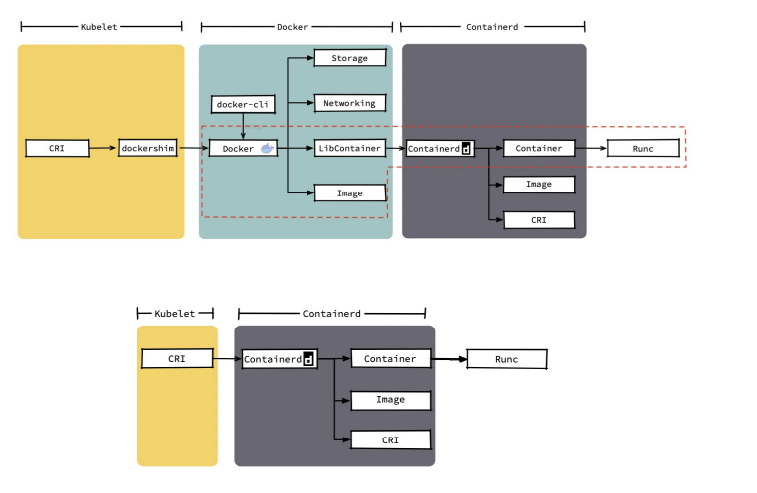 Kubelet
Docker
Containerd
Storage
docker-cli
Networking
CRI
dockershim
Docker
LibContainer
Containerd
Container
Runc
Image
Image
CRI
Kubelet
Containerd
CRI
Containerd
Container
Runc
Image
CRI